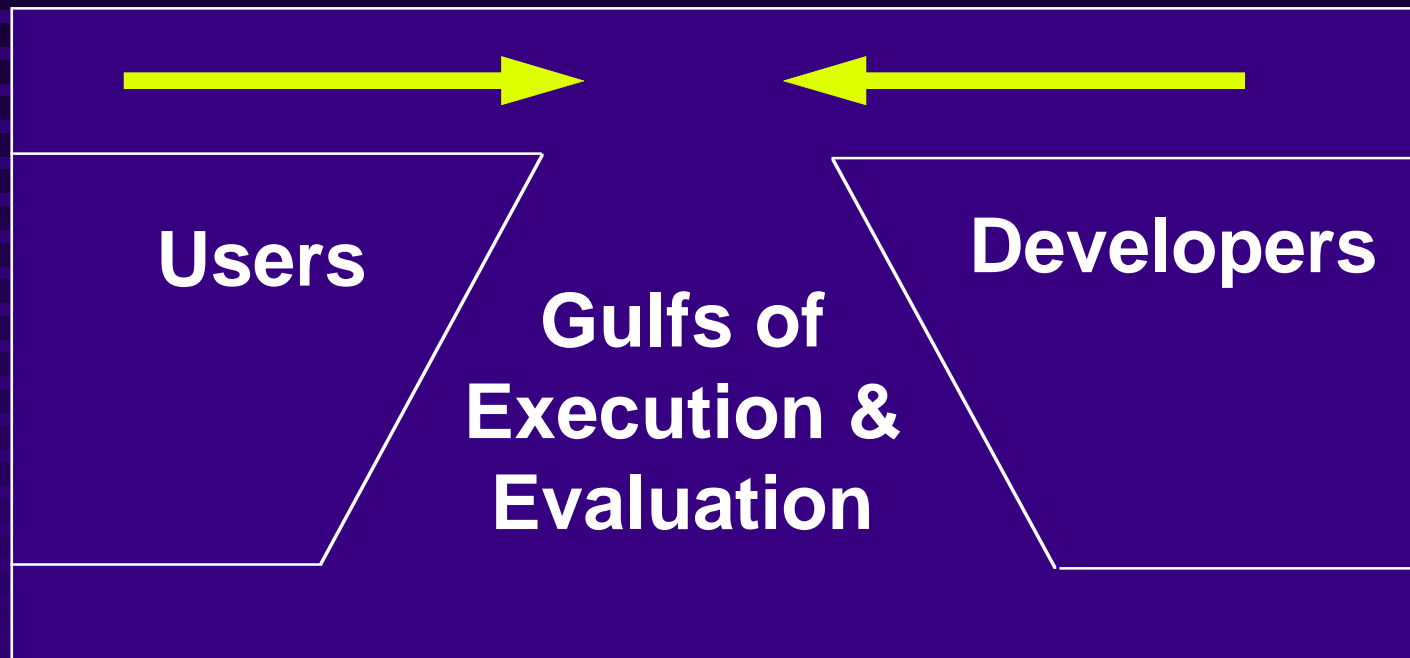 Users
Developers
Gulfs of
Execution &
Evaluation